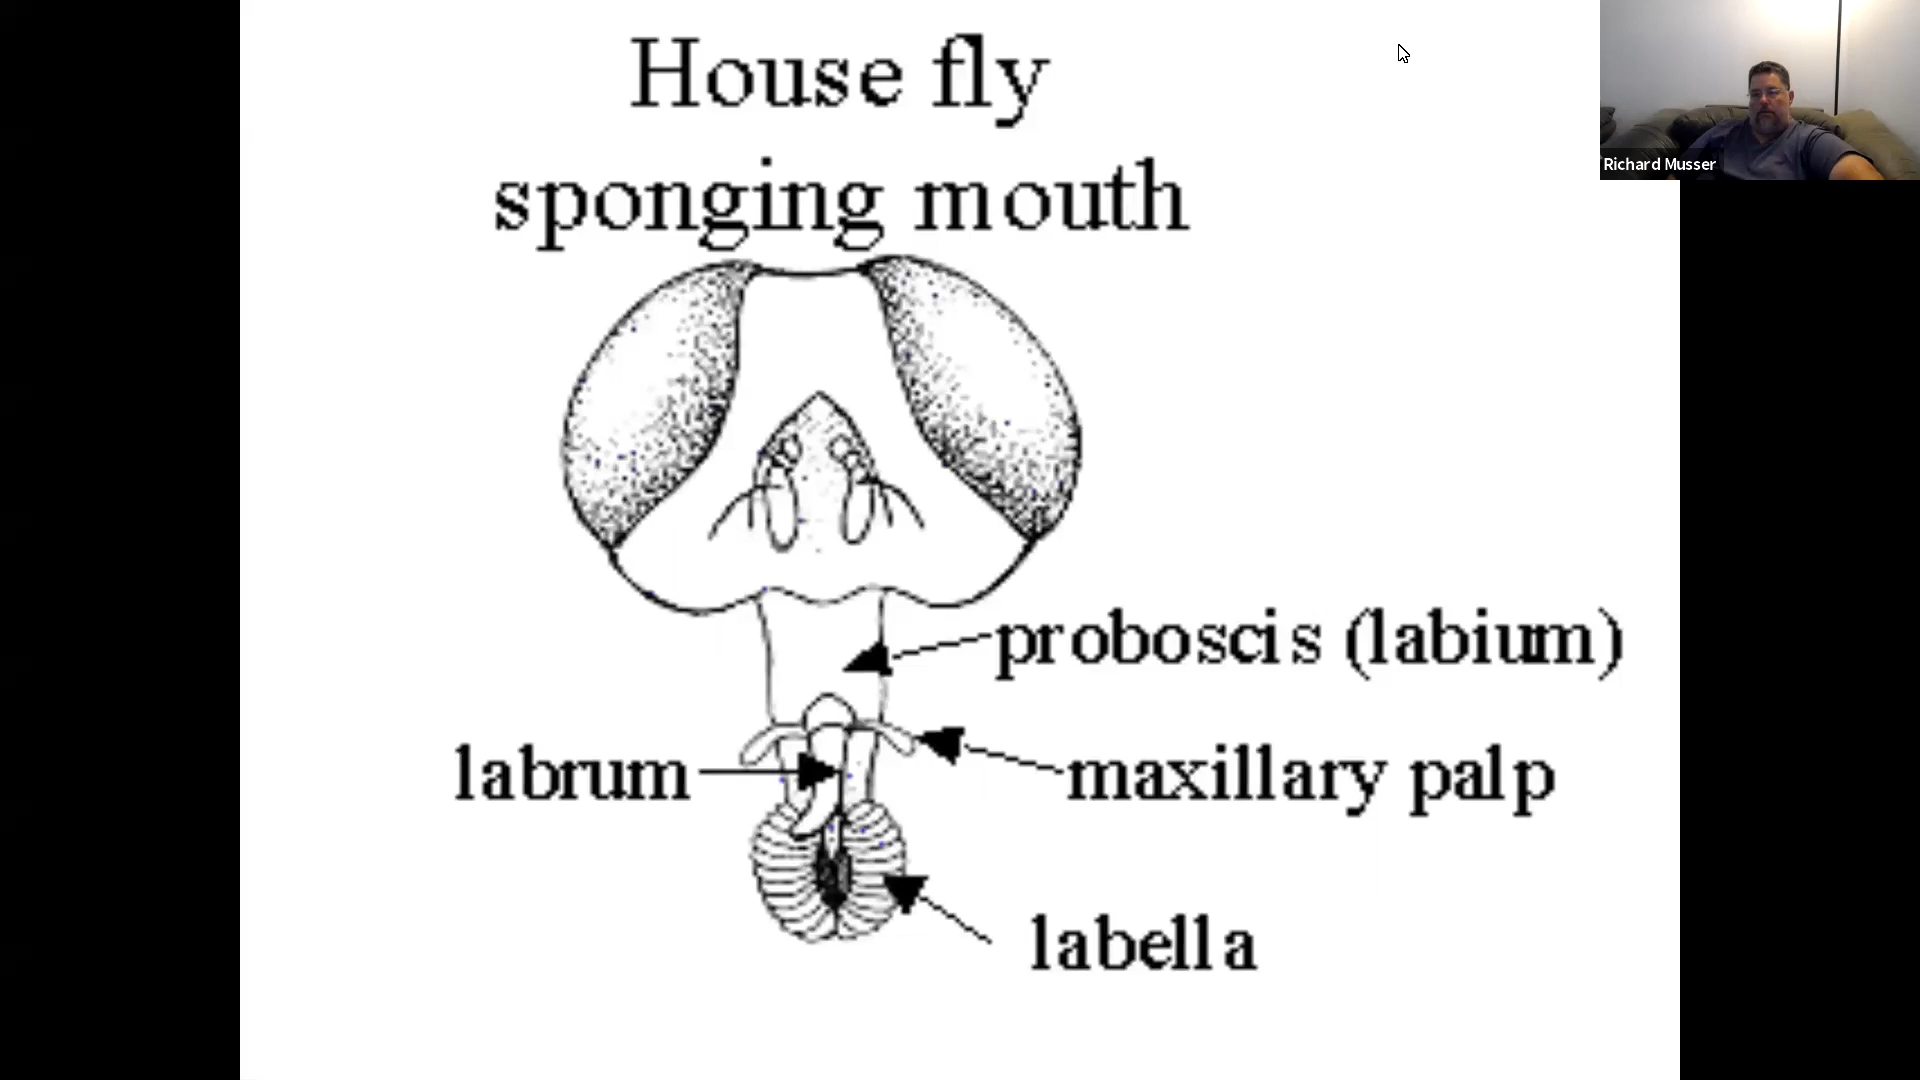 House fly
sponging mouth
Richard Musser
proboscis (labium)
labrum
maxillary palp
labella